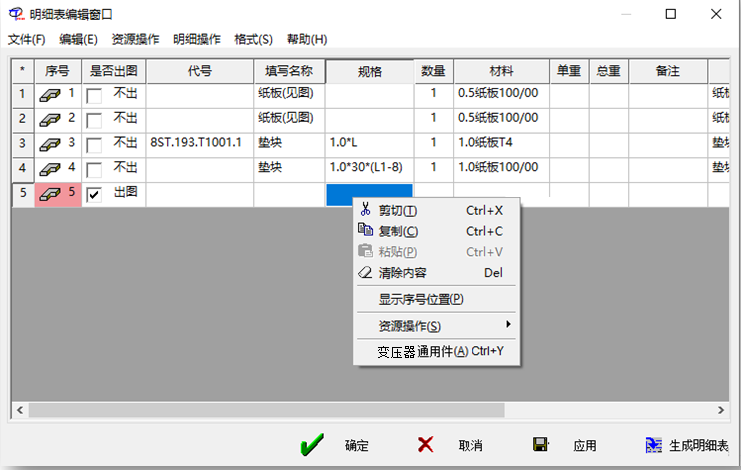 明细表编辑窗口
文件(F) 编辑(E) 资源操作 明细操作 格式(S) 帮助(H)
* 序号 是否出图 代号 填写名称 规格 数量 材料 单重 总重 备注
1 1 不出 纸板(见图) 1 0.5纸板100/00 纸板
2 2 不出 纸板(见图) 1 0.5纸板100/00 纸板
3 3 不出 8ST.193.T1001.1 垫块 1.0*L 1 1.0纸板T4 垫块
4 4 不出 垫块 1.0*30*(L1-8) 1 1.0纸板100/00 垫块
5 5 出图
剪切(T) Ctrl+X
复制(C) Ctrl+C
粘贴(P) Ctrl+V
清除内容 Del
显示序号位置(P)
资源操作(S)
变压器通用件(A) Ctrl+Y
确定 取消 应用 生成明细表